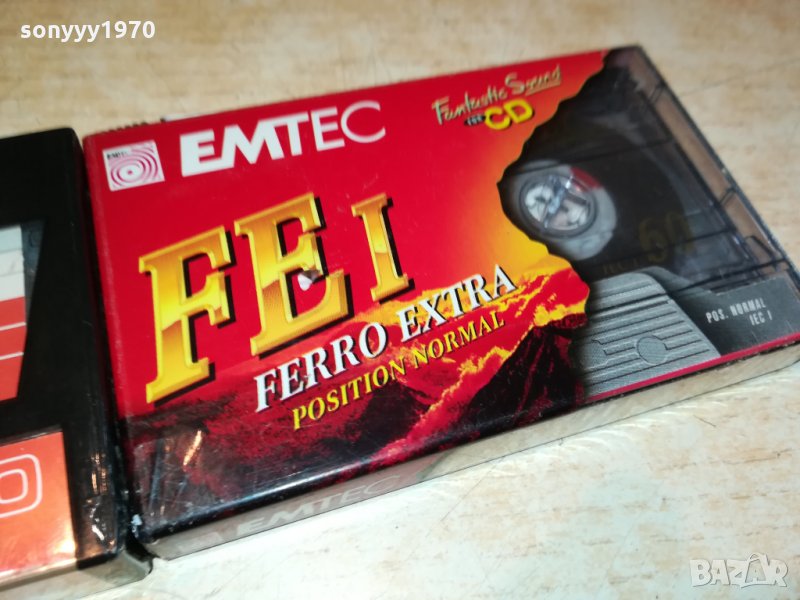 sonyyy1970
EMTEC
Fantastic Sound
FOR CD
FE I
FERRO EXTRA
POSITION NORMAL
60
POS. NORMAL
IEC I
EMTEC
BAZAR